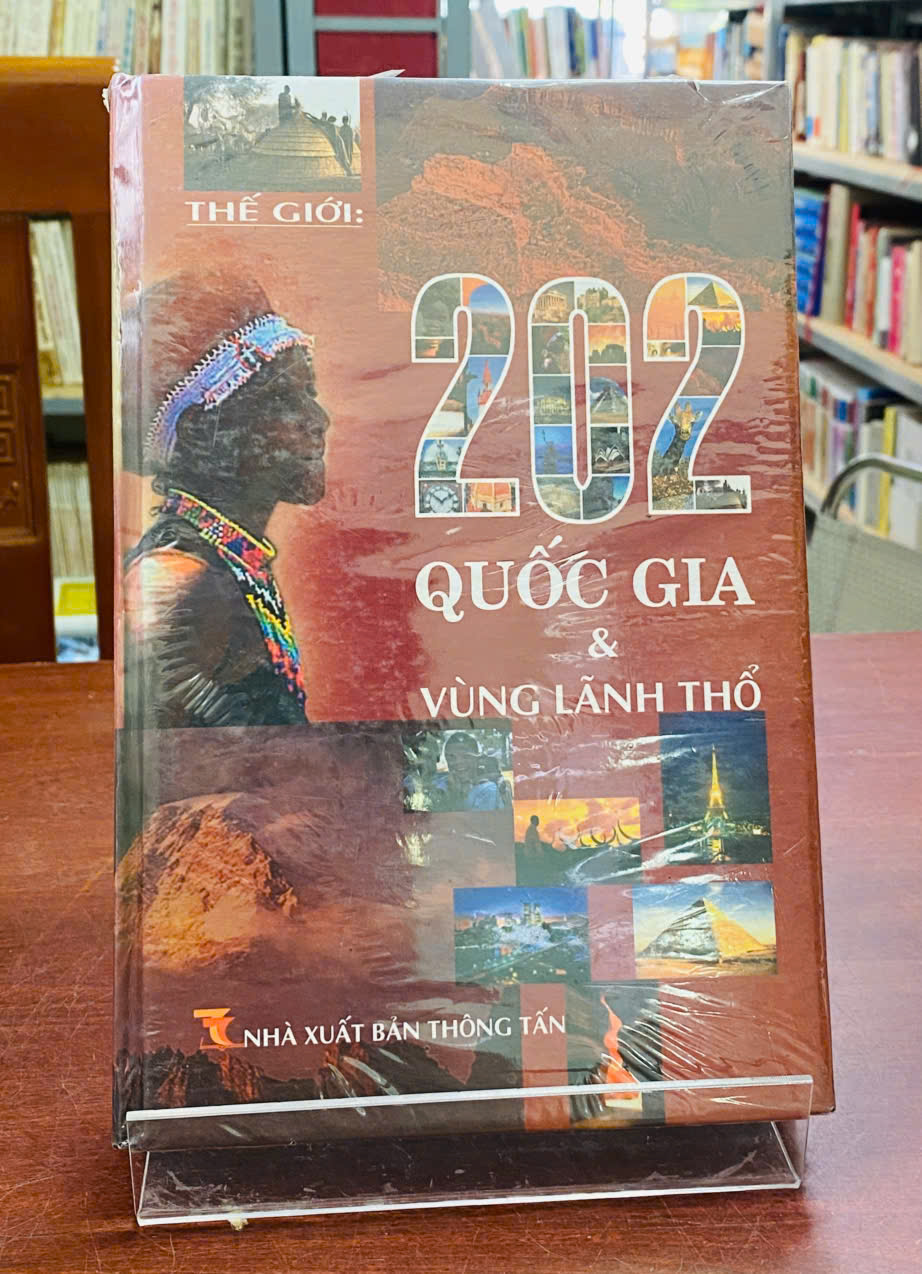 THẾ GIỚI:
202
QUỐC GIA
&
VÙNG LÃNH THỔ
NHÀ XUẤT BẢN THÔNG TẤN